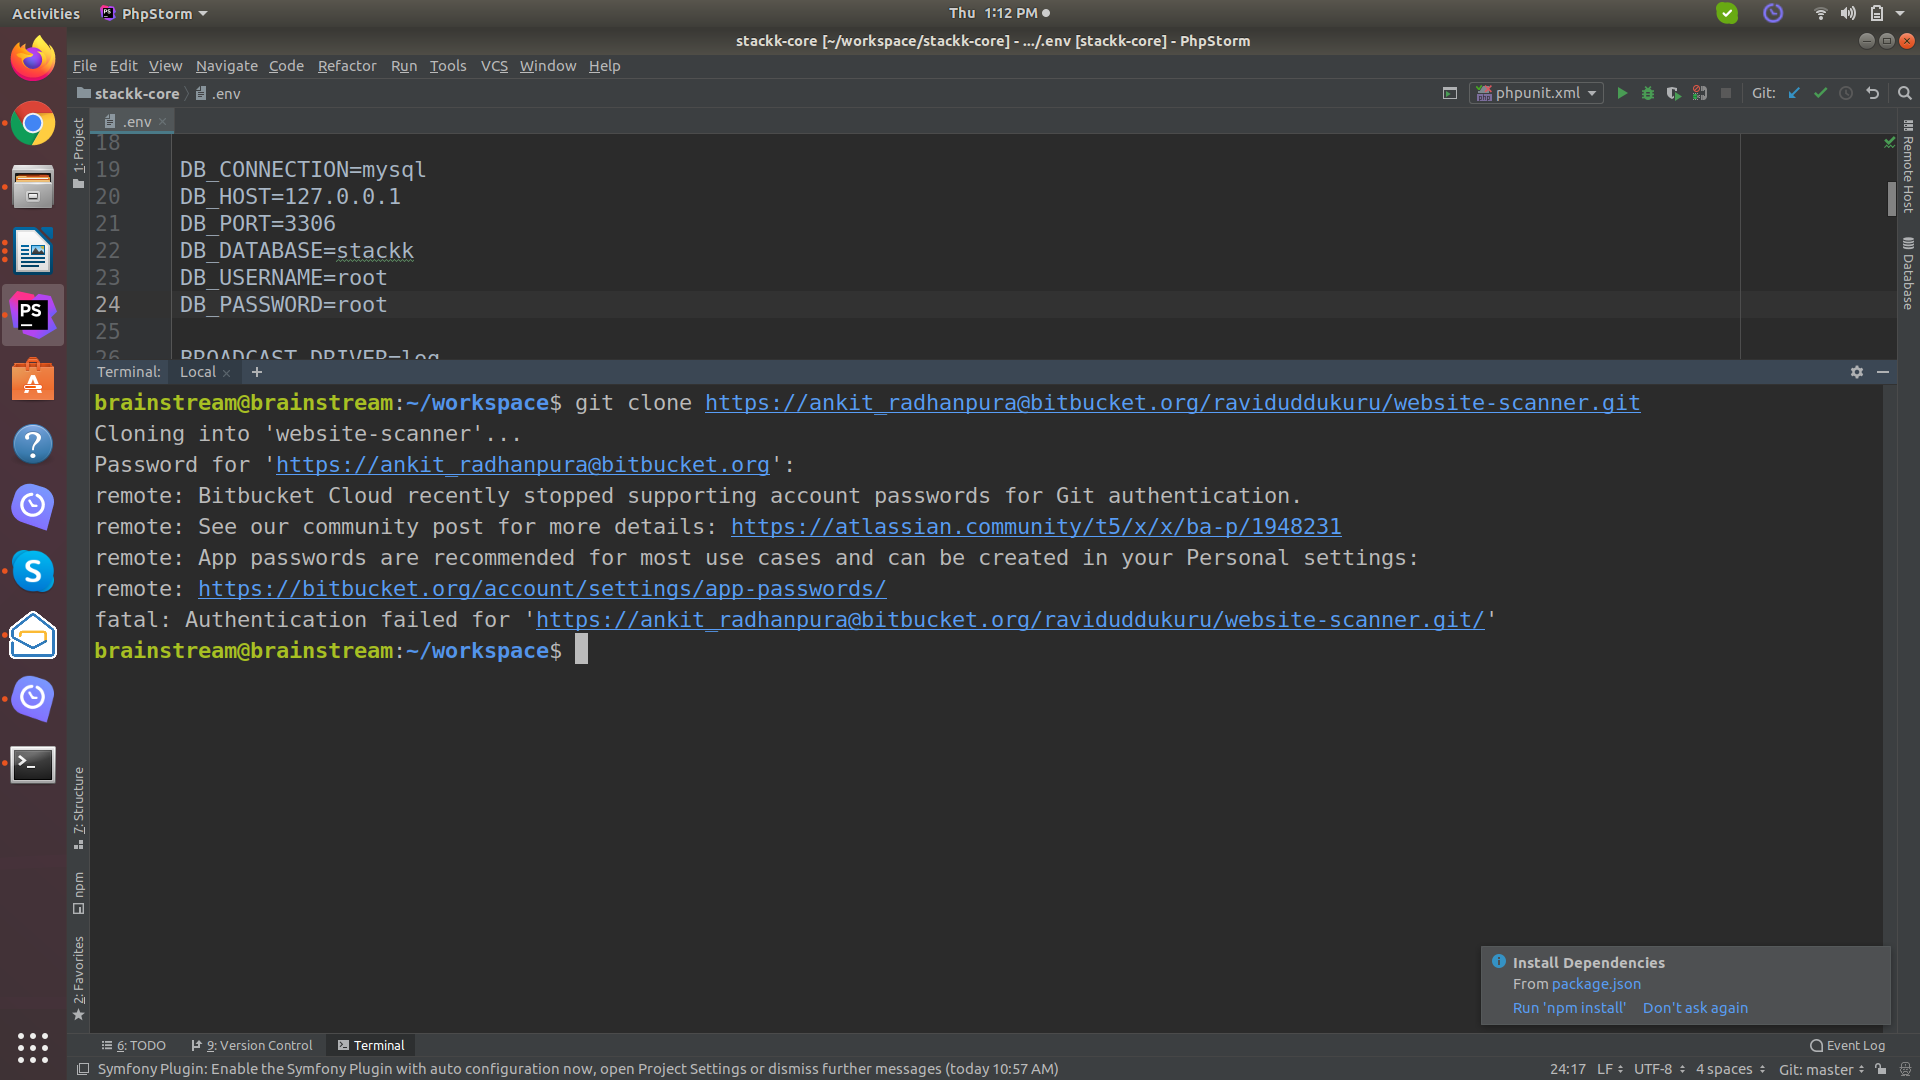 Activities PhpStorm Thu 1:12 PM
stackk-core [~/workspace/stackk-core] - .../.env [stackk-core] - PhpStorm
File Edit View Navigate Code Refactor Run Tools VCS Window Help
stackk-core .env phpunit.xml Git:
.env
1: Project
Remote Host
Database
18
19 DB_CONNECTION=mysql
20 DB_HOST=127.0.0.1
21 DB_PORT=3306
22 DB_DATABASE=stackk
23 DB_USERNAME=root
24 DB_PASSWORD=root
25
26 BROADCAST_DRIVER=log
Terminal: Local +
brainstream@brainstream:~/workspace$ git clone https://ankit_radhanpura@bitbucket.org/raviduddukuru/website-scanner.git
Cloning into 'website-scanner'...
Password for 'https://ankit_radhanpura@bitbucket.org':
remote: Bitbucket Cloud recently stopped supporting account passwords for Git authentication.
remote: See our community post for more details: https://atlassian.community/t5/x/x/ba-p/1948231
remote: App passwords are recommended for most use cases and can be created in your Personal settings:
remote: https://bitbucket.org/account/settings/app-passwords/
fatal: Authentication failed for 'https://ankit_radhanpura@bitbucket.org/raviduddukuru/website-scanner.git/'
brainstream@brainstream:~/workspace$
7: Structure
npm
2: Favorites
Install Dependencies
From package.json
Run 'npm install' Don't ask again
6: TODO 9: Version Control Terminal Event Log
Symfony Plugin: Enable the Symfony Plugin with auto configuration now, open Project Settings or dismiss further messages (today 10:57 AM) 24:17 LF UTF-8 4 spaces Git: master